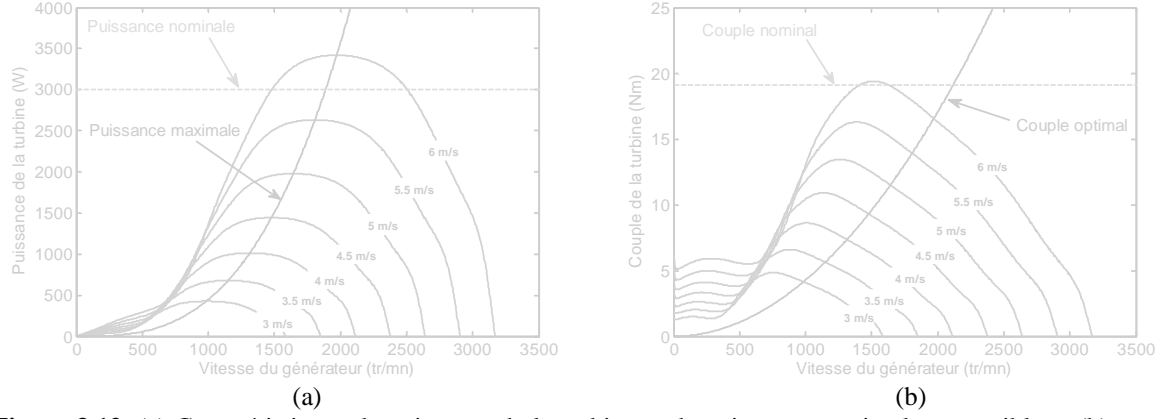 4000
3500
3000
2500
2000
1500
1000
500
0
Puissance de la turbine (W)
Puissance nominale
Puissance maximale
6 m/s
5.5 m/s
5 m/s
4.5 m/s
4 m/s
3.5 m/s
3 m/s
0 500 1000 1500 2000 2500 3000 3500
Vitesse du générateur (tr/mn)
(a)
25
20
15
10
5
0
Couple de la turbine (Nm)
Couple nominal
Couple optimal
6 m/s
5.5 m/s
5 m/s
4.5 m/s
4 m/s
3.5 m/s
3 m/s
0 500 1000 1500 2000 2500 3000 3500
Vitesse du générateur (tr/mn)
(b)